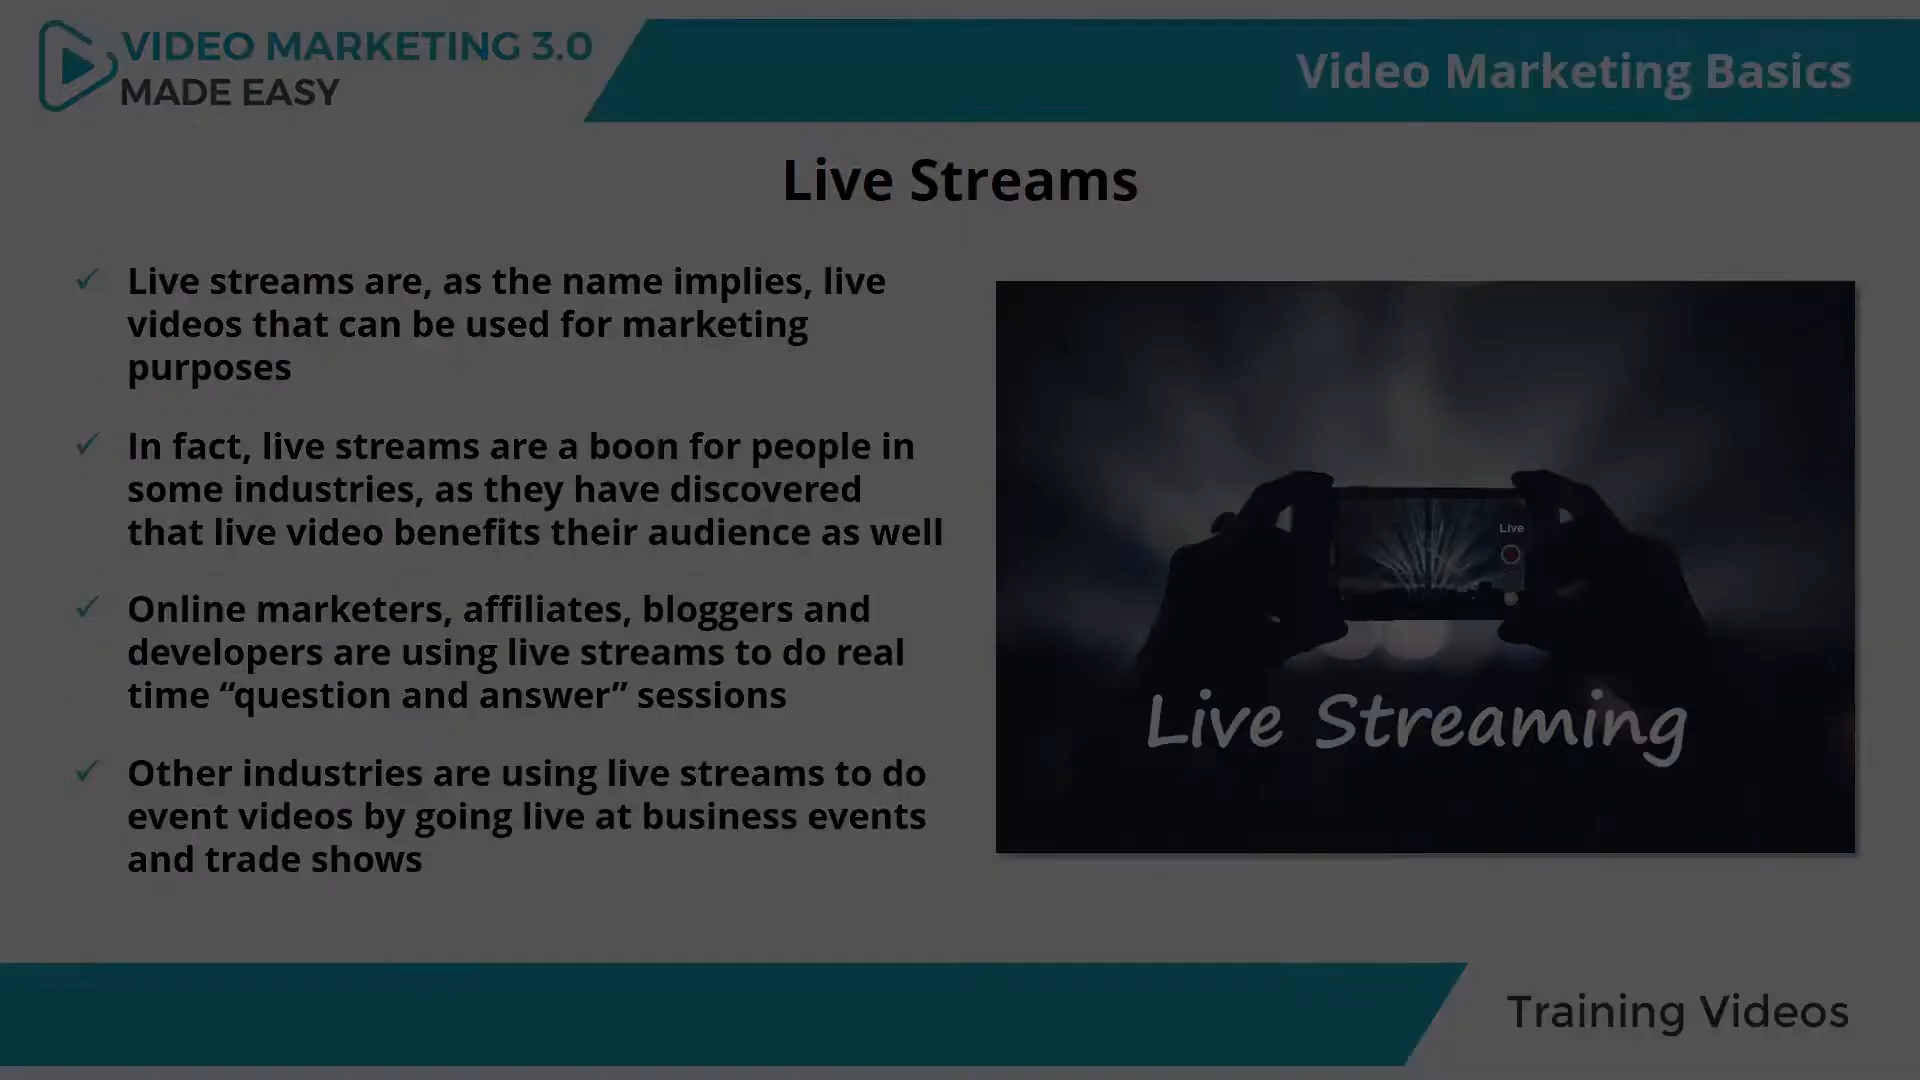 VIDEO MARKETING 3.0
MADE EASY
Video Marketing Basics
Live Streams
Live streams are, as the name implies, live
videos that can be used for marketing
purposes
In fact, live streams are a boon for people in
some industries, as they have discovered
that live video benefits their audience as well
Online marketers, affiliates, bloggers and
developers are using live streams to do real
time “question and answer” sessions
Other industries are using live streams to do
event videos by going live at business events
and trade shows
Live
Live Streaming
Training Videos